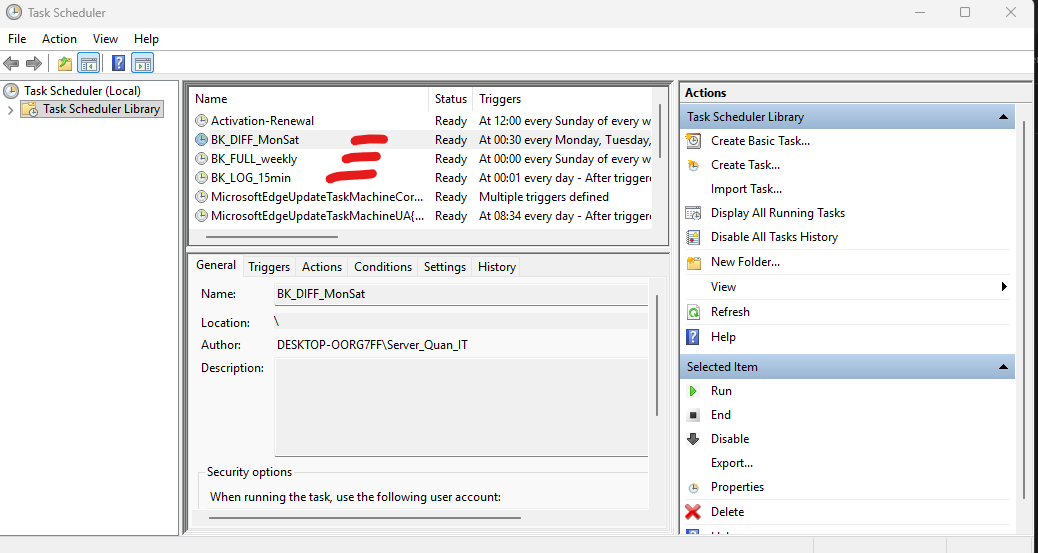 Task Scheduler
File Action View Help
Task Scheduler (Local)
Task Scheduler Library
Name Status Triggers
Activation-Renewal Ready At 12:00 every Sunday of every w
BK_DIFF_MonSat Ready At 00:30 every Monday, Tuesday,
BK_FULL_weekly Ready At 00:00 every Sunday of every w
BK_LOG_15min Ready At 00:01 every day - After triggere
MicrosoftEdgeUpdateTaskMachineCor... Ready Multiple triggers defined
MicrosoftEdgeUpdateTaskMachineUA{... Ready At 08:34 every day - After triggere
General Triggers Actions Conditions Settings History
Name: BK_DIFF_MonSat
Location: \
Author: DESKTOP-OORG7FF\Server_Quan_IT
Description:
Security options
When running the task, use the following user account:
Actions
Task Scheduler Library
Create Basic Task...
Create Task...
Import Task...
Display All Running Tasks
Disable All Tasks History
New Folder...
View
Refresh
Help
Selected Item
Run
End
Disable
Export...
Properties
Delete